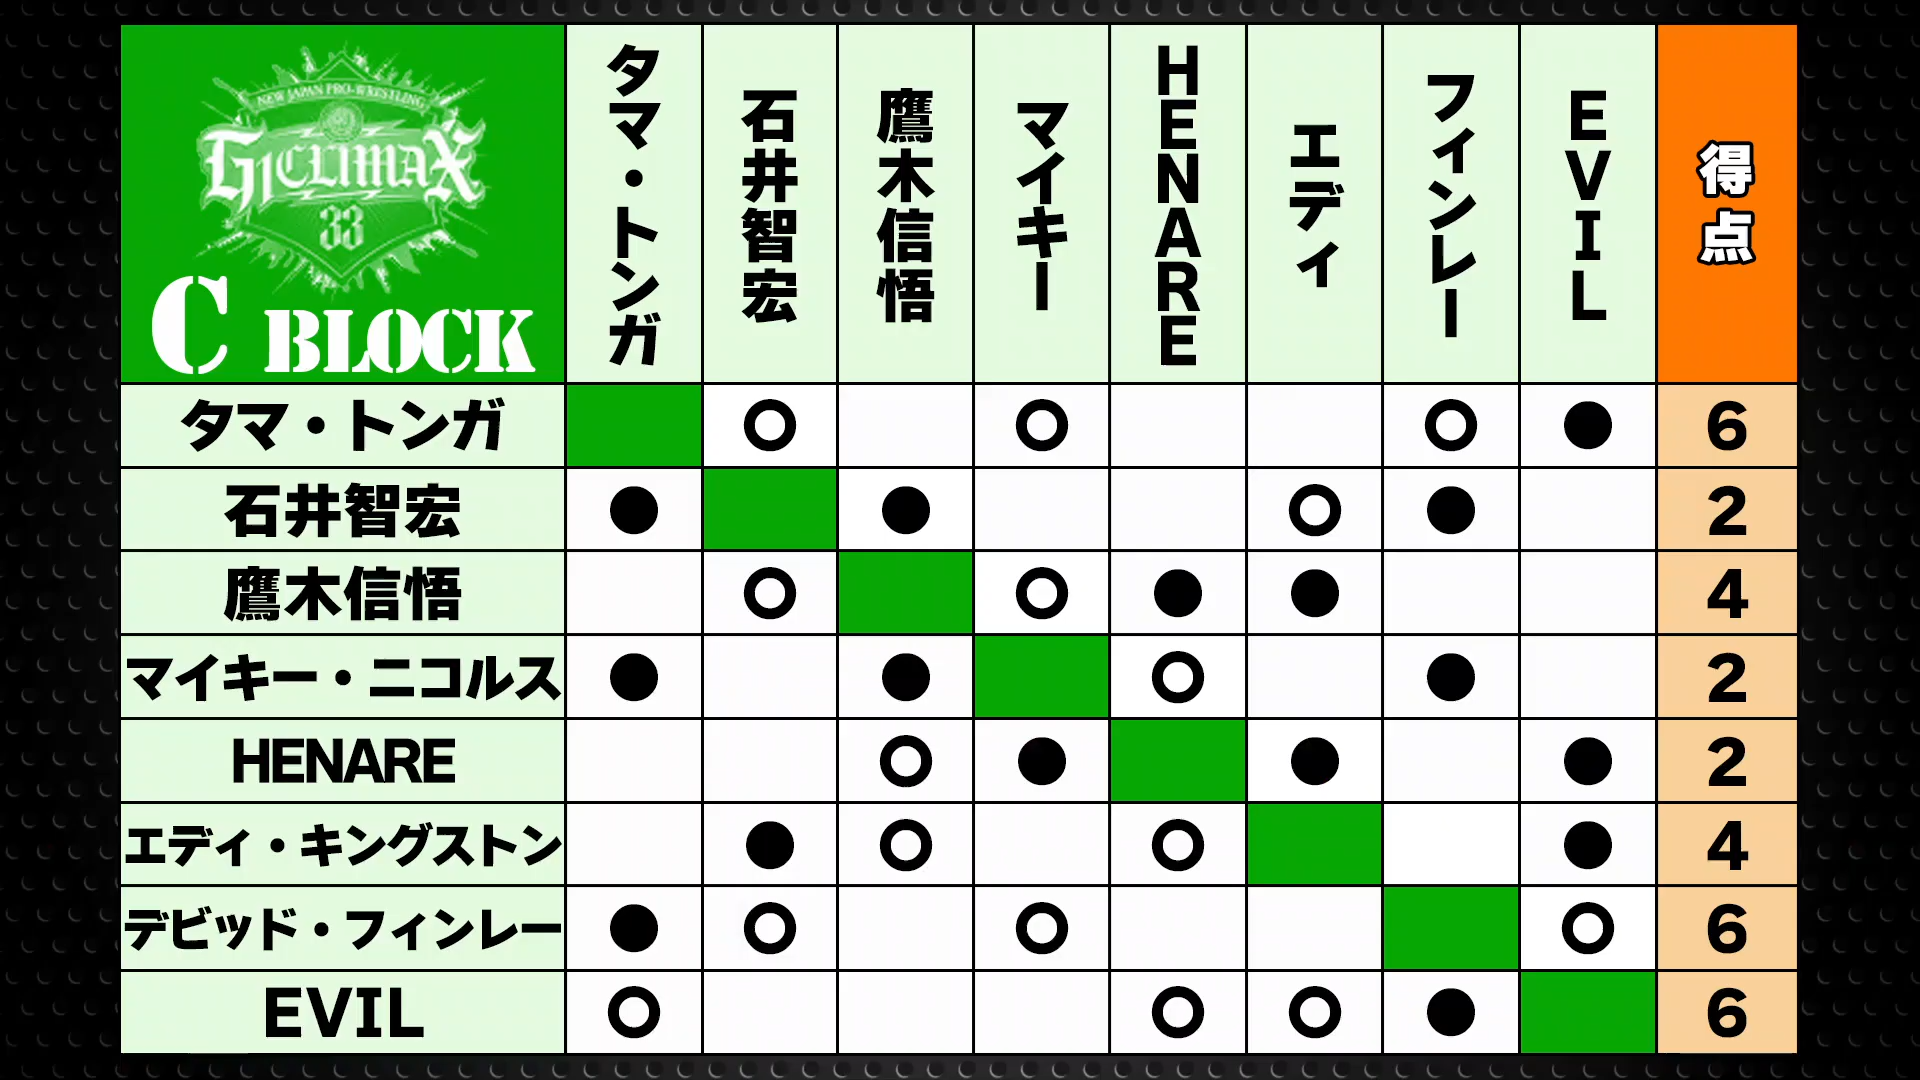 NEW JAPAN PRO-WRESTLING
G1 CLIMAX
33
C BLOCK
タマ・トンガ
石井智宏
鷹木信悟
マイキー
HENARE
エディ
フィンレー
EVIL
得点
タマ・トンガ ○ ○ ○ ● 6
石井智宏 ● ● ○ ● 2
鷹木信悟 ○ ○ ● ● 4
マイキー・ニコルス ● ● ○ ● 2
HENARE ○ ● ● ● 2
エディ・キングストン ● ○ ○ ● 4
デビッド・フィンレー ● ○ ○ ○ 6
EVIL ○ ○ ○ ● 6